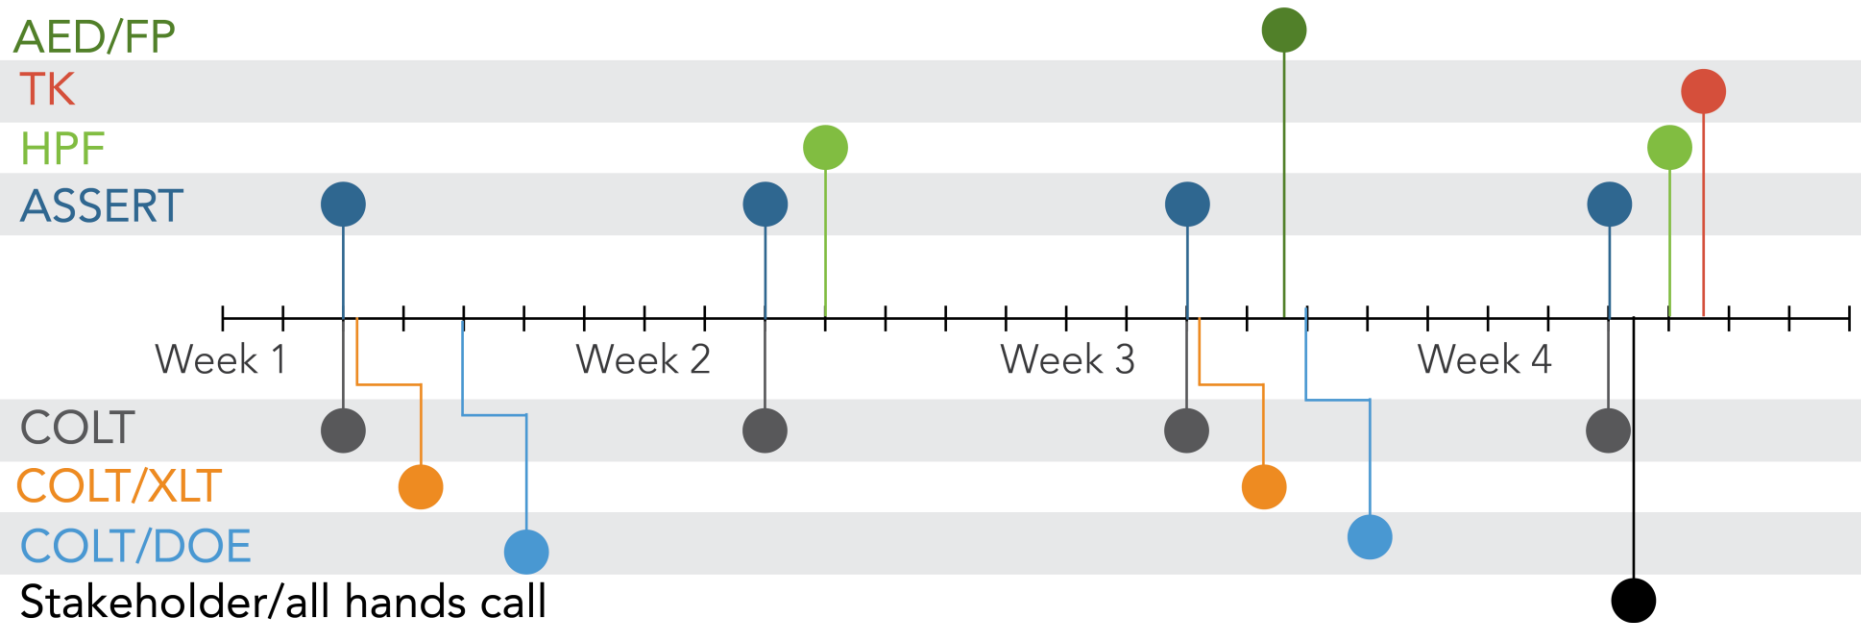 AED/FP
TK
HPF
ASSERT
Week 1 Week 2 Week 3 Week 4
COLT
COLT/XLT
COLT/DOE
Stakeholder/all hands call